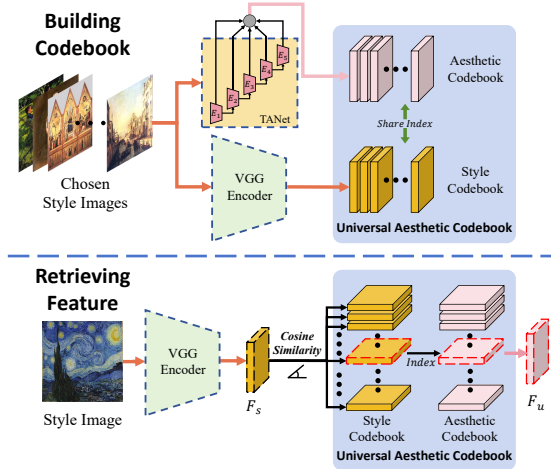 Building
Codebook
Chosen
Style Images
E1
E2
E3
E4
E5
TANet
VGG
Encoder
Aesthetic
Codebook
Share Index
Style
Codebook
Universal Aesthetic Codebook
Retrieving
Feature
Style Image
VGG
Encoder
Fs
Cosine
Similarity
Index
Style
Codebook
Aesthetic
Codebook
Universal Aesthetic Codebook
Fu